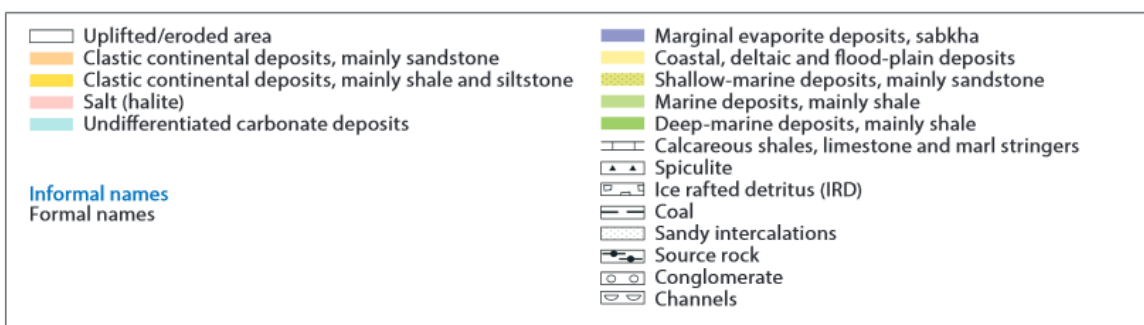 Uplifted/eroded area
Clastic continental deposits, mainly sandstone
Clastic continental deposits, mainly shale and siltstone
Salt (halite)
Undifferentiated carbonate deposits
Informal names
Formal names
Marginal evaporite deposits, sabkha
Coastal, deltaic and flood-plain deposits
Shallow-marine deposits, mainly sandstone
Marine deposits, mainly shale
Deep-marine deposits, mainly shale
Calcareous shales, limestone and marl stringers
Spiculite
Ice rafted detritus (IRD)
Coal
Sandy intercalations
Source rock
Conglomerate
Channels